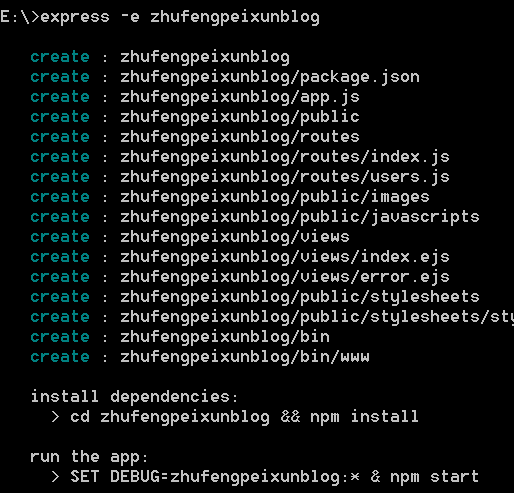 E:\>express -e zhufengpeixunblog
create : zhufengpeixunblog
create : zhufengpeixunblog/package.json
create : zhufengpeixunblog/app.js
create : zhufengpeixunblog/public
create : zhufengpeixunblog/routes
create : zhufengpeixunblog/routes/index.js
create : zhufengpeixunblog/routes/users.js
create : zhufengpeixunblog/public/images
create : zhufengpeixunblog/public/javascripts
create : zhufengpeixunblog/views
create : zhufengpeixunblog/views/index.ejs
create : zhufengpeixunblog/views/error.ejs
create : zhufengpeixunblog/public/stylesheets
create : zhufengpeixunblog/public/stylesheets/sty
create : zhufengpeixunblog/bin
create : zhufengpeixunblog/bin/www
install dependencies:
> cd zhufengpeixunblog && npm install
run the app:
> SET DEBUG=zhufengpeixunblog:* & npm start